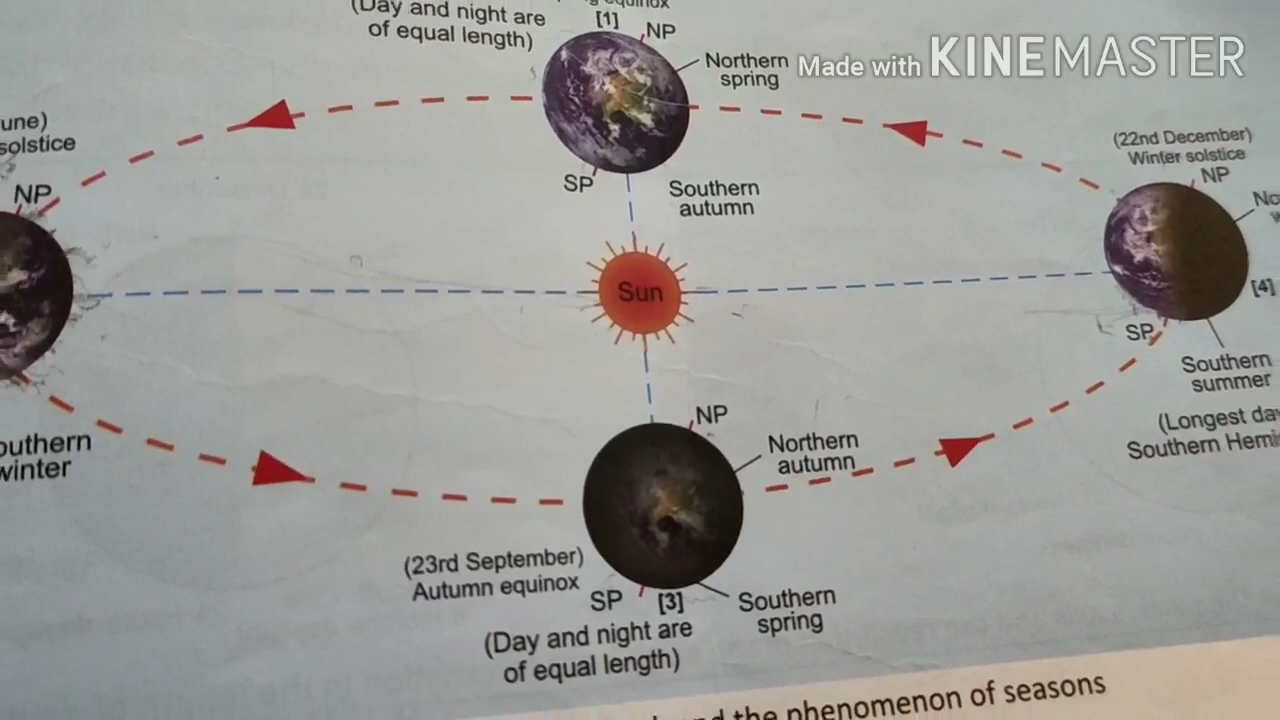 (Day and night are
of equal length)
equinox
[1]
NP
Northern
spring
Made with KINEMASTER
une)
solstice
NP
SP
Southern
autumn
(22nd December)
Winter solstice
NP
Sun
[4]
SP
Southern
summer
(Longest da
Southern Hemi
outhern
winter
NP
Northern
autumn
(23rd September)
Autumn equinox
SP
[3]
Southern
spring
(Day and night are
of equal length)
the phenomenon of seasons